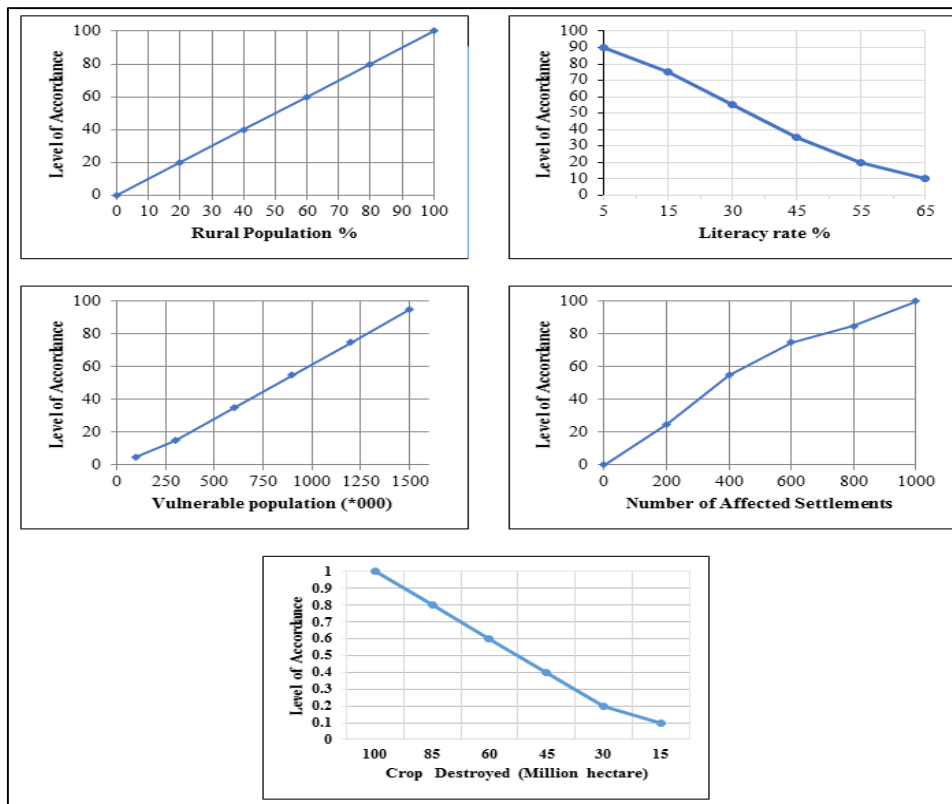 Level of Accordance
100
80
60
40
20
0
0 10 20 30 40 50 60 70 80 90 100
Rural Population %
Level of Accordance
100
90
80
70
60
50
40
30
20
10
0
5 15 30 45 55 65
Literacy rate %
Level of Accordance
100
80
60
40
20
0
0 250 500 750 1000 1250 1500
Vulnerable population (*000)
Level of Accordance
100
80
60
40
20
0
0 200 400 600 800 1000
Number of Affected Settlements
Level of Accordance
1
0.9
0.8
0.7
0.6
0.5
0.4
0.3
0.2
0.1
0
100 85 60 45 30 15
Crop Destroyed (Million hectare)